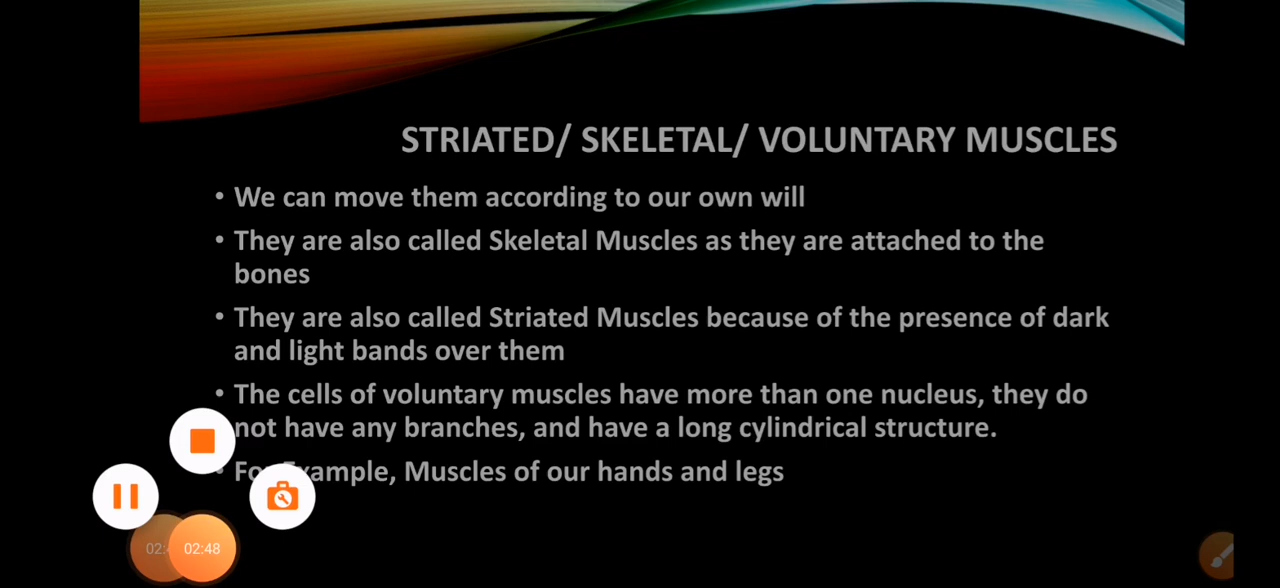 STRIATED/ SKELETAL/ VOLUNTARY MUSCLES
• We can move them according to our own will
• They are also called Skeletal Muscles as they are attached to the
bones
• They are also called Striated Muscles because of the presence of dark
and light bands over them
• The cells of voluntary muscles have more than one nucleus, they do
not have any branches, and have a long cylindrical structure.
• For Example, Muscles of our hands and legs
02:48